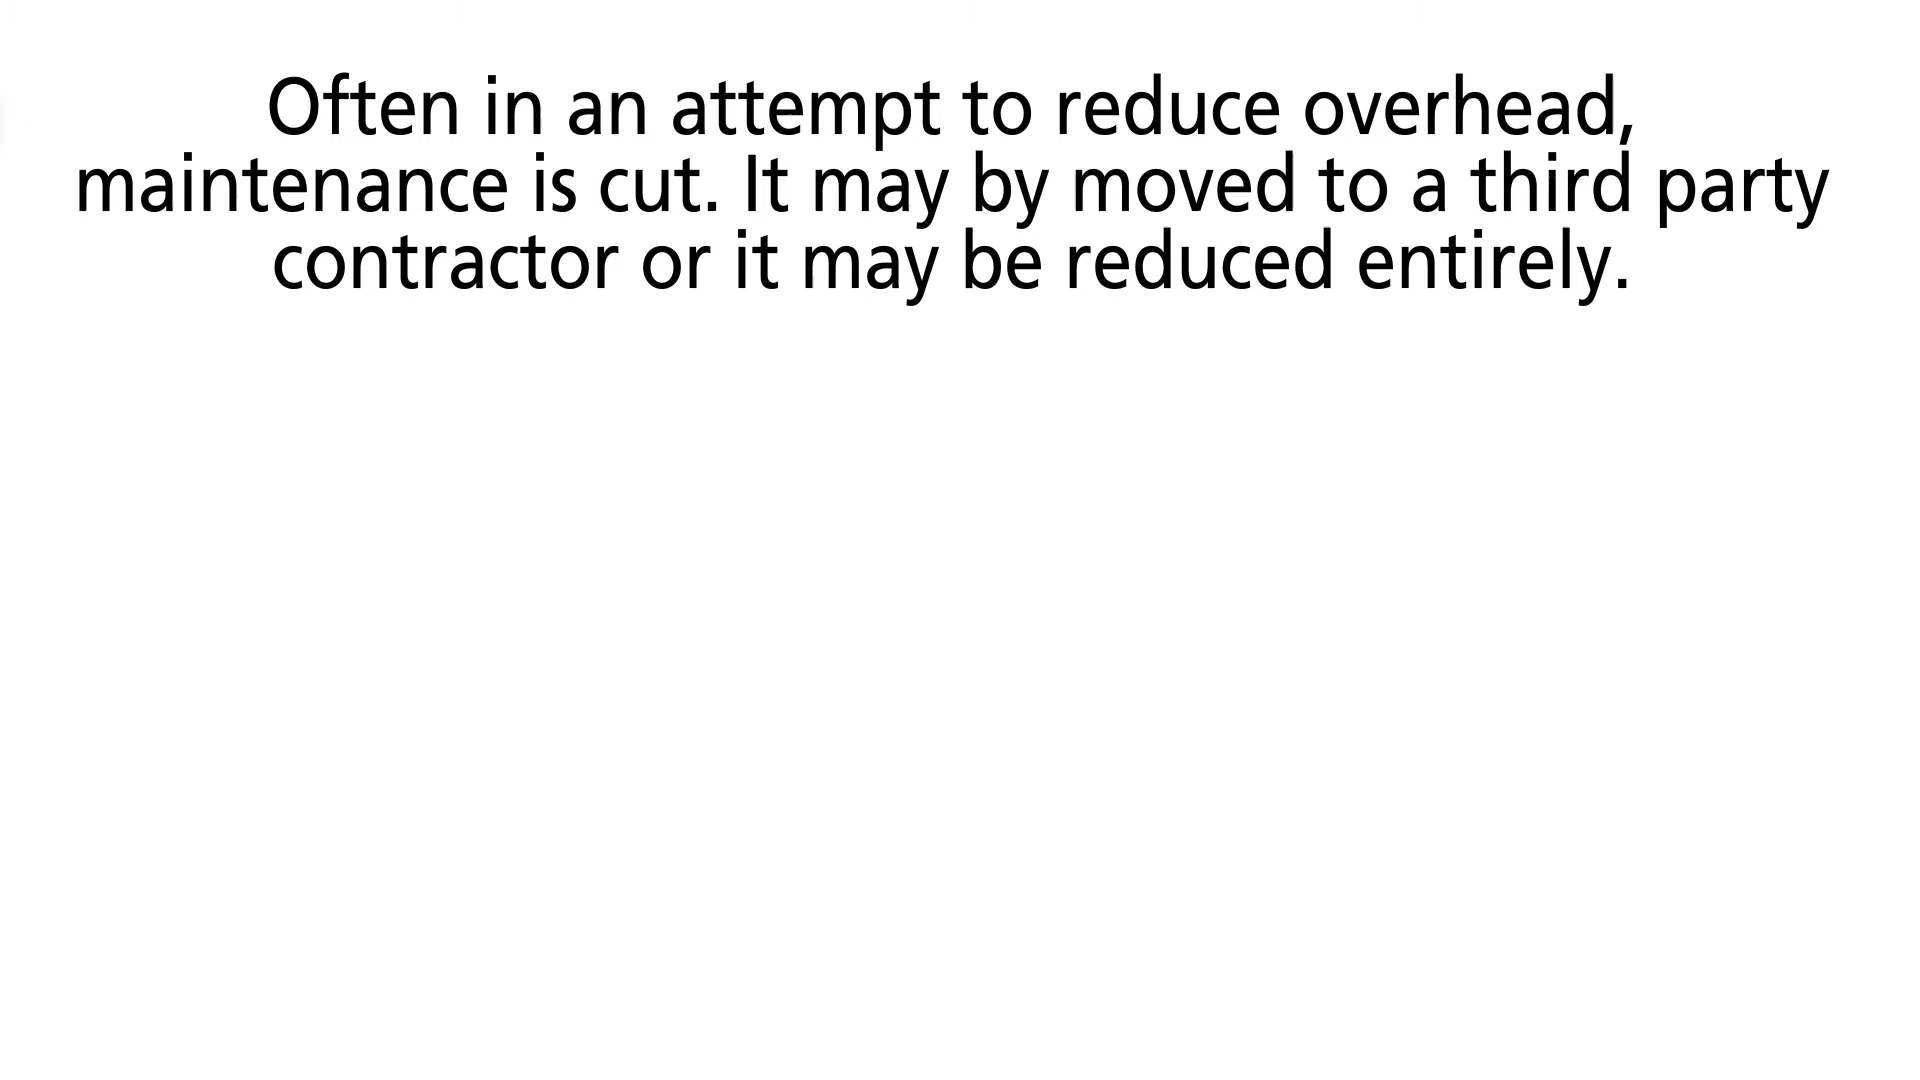 Often in an attempt to reduce overhead,
maintenance is cut. It may by moved to a third party
contractor or it may be reduced entirely.